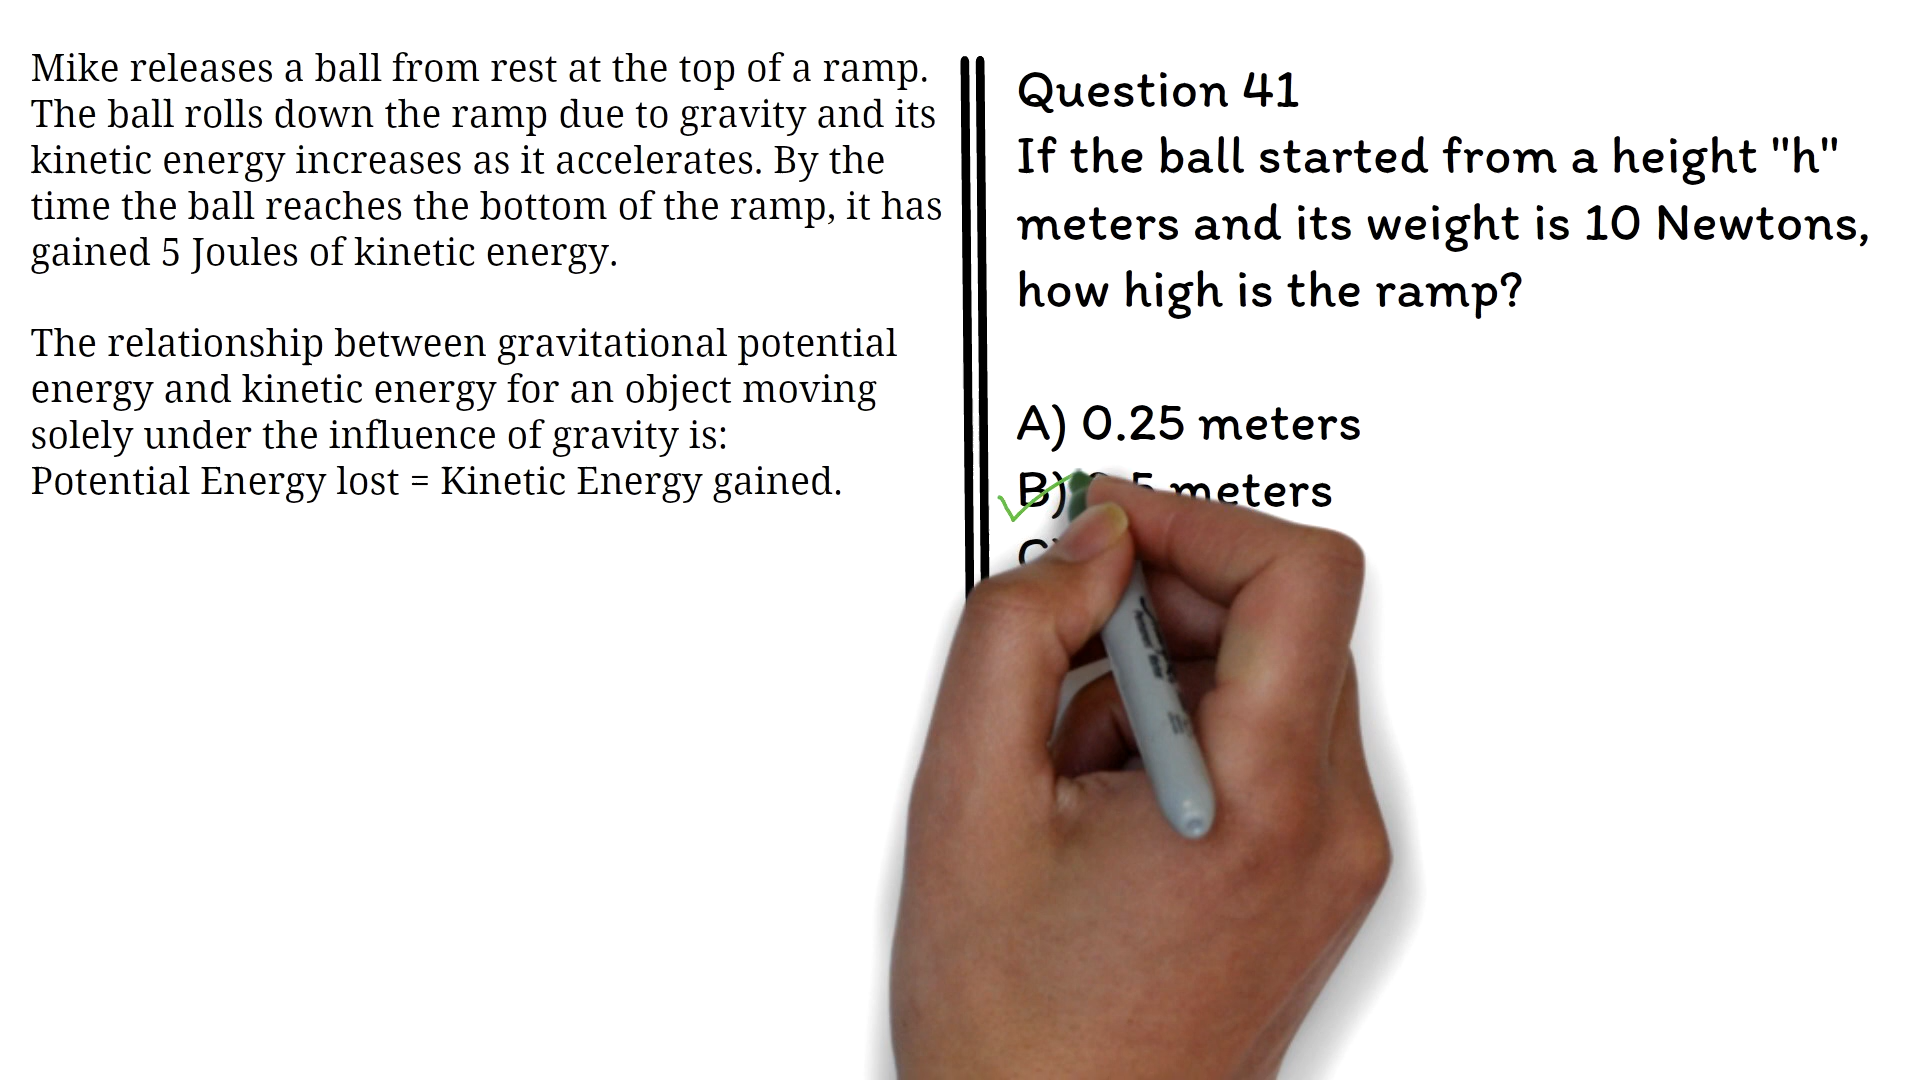 Mike releases a ball from rest at the top of a ramp.
The ball rolls down the ramp due to gravity and its
kinetic energy increases as it accelerates. By the
time the ball reaches the bottom of the ramp, it has
gained 5 Joules of kinetic energy.
The relationship between gravitational potential
energy and kinetic energy for an object moving
solely under the influence of gravity is:
Potential Energy lost = Kinetic Energy gained.
Question 41
If the ball started from a height "h"
meters and its weight is 10 Newtons,
how high is the ramp?
A) 0.25 meters
B) meters
C)